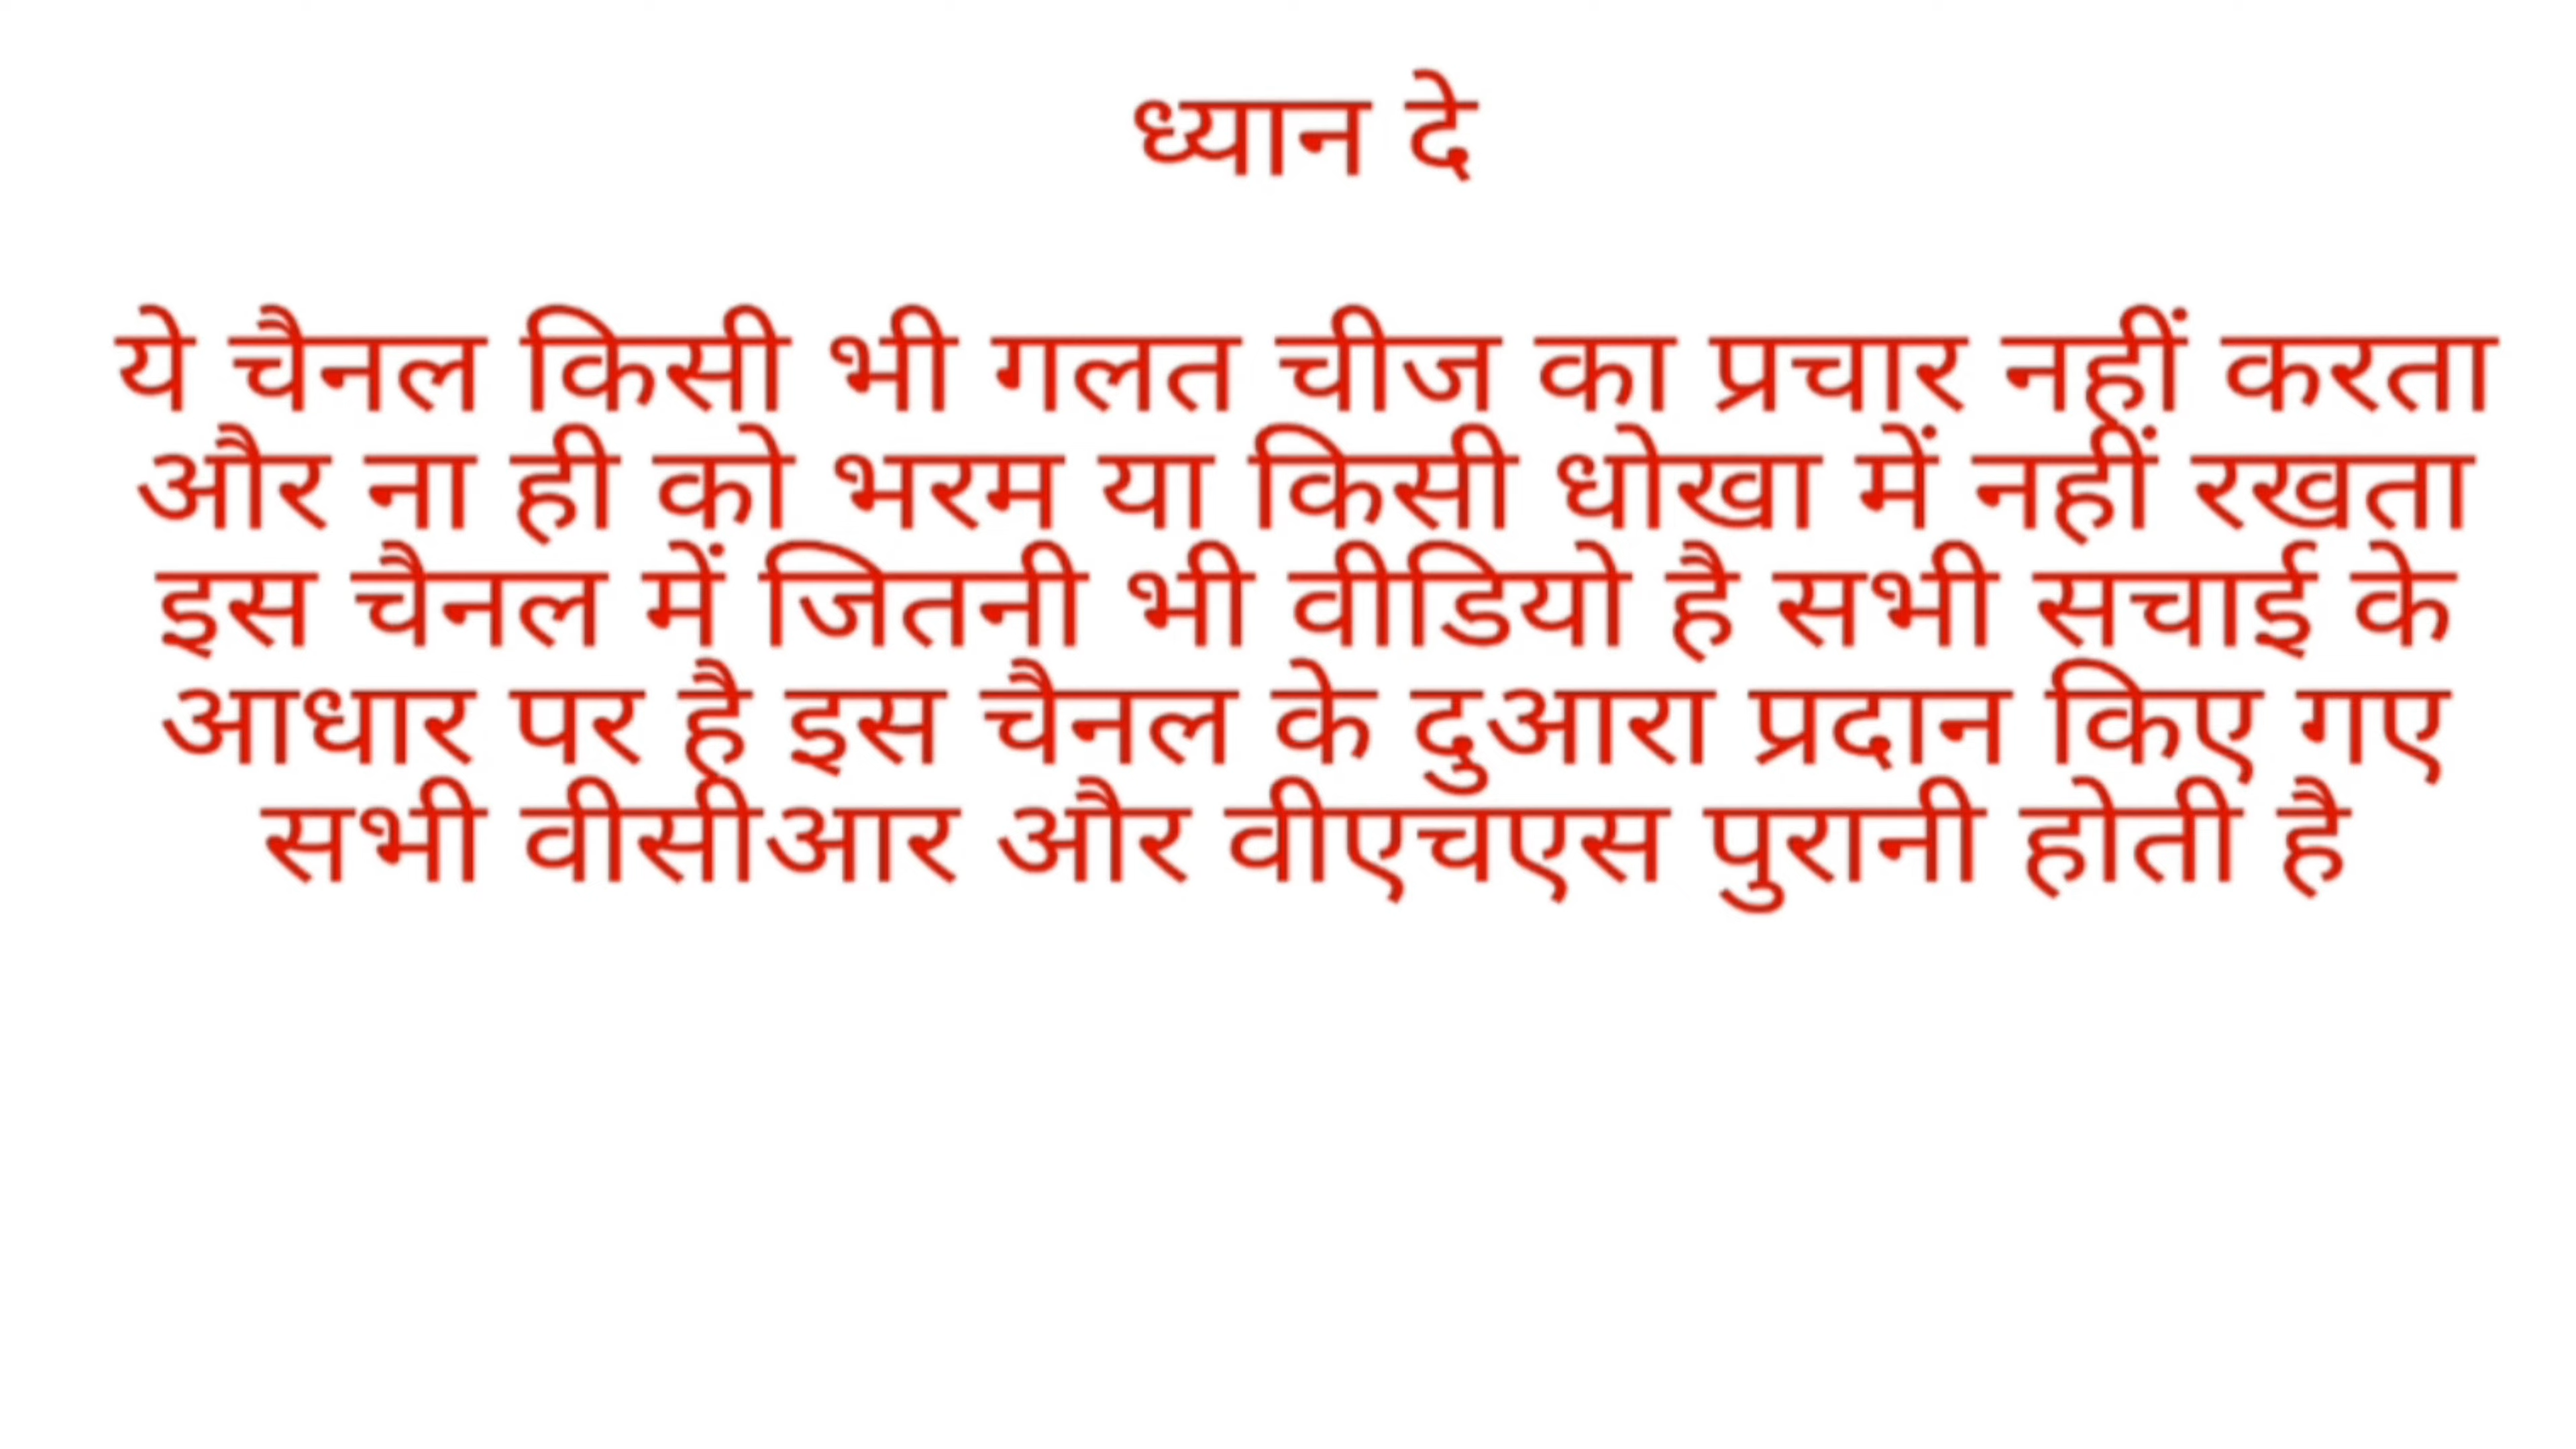 ध्यान दे
ये चैनल किसी भी गलत चीज का प्रचार नहीं करता
और ना ही को भरम या किसी धोखा में नहीं रखता
इस चैनल में जितनी भी वीडियो है सभी सचाई के
आधार पर है इस चैनल के दुआरा प्रदान किए गए
सभी वीसीआर और वीएचएस पुरानी होती है